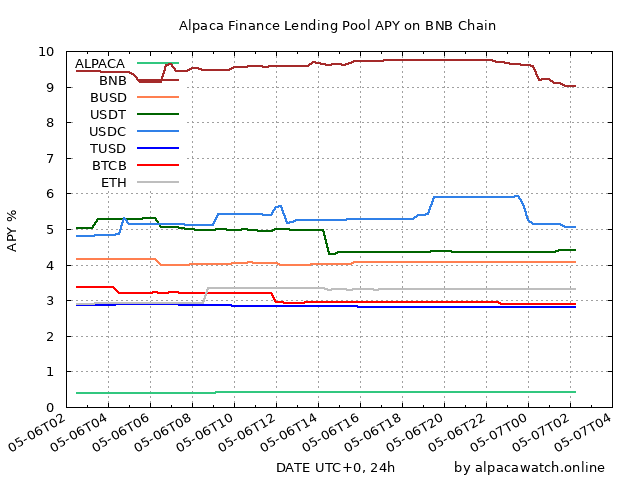 Alpaca Finance Lending Pool APY on BNB Chain
10
9
8
7
6
5
4
3
2
1
0
APY %
ALPACA
BNB
BUSD
USDT
USDC
TUSD
BTCB
ETH
05-06T02
05-06T04
05-06T06
05-06T08
05-06T10
05-06T12
05-06T14
05-06T16
05-06T18
05-06T20
05-06T22
05-07T00
05-07T02
05-07T04
DATE UTC+0, 24h
by alpacawatch.online